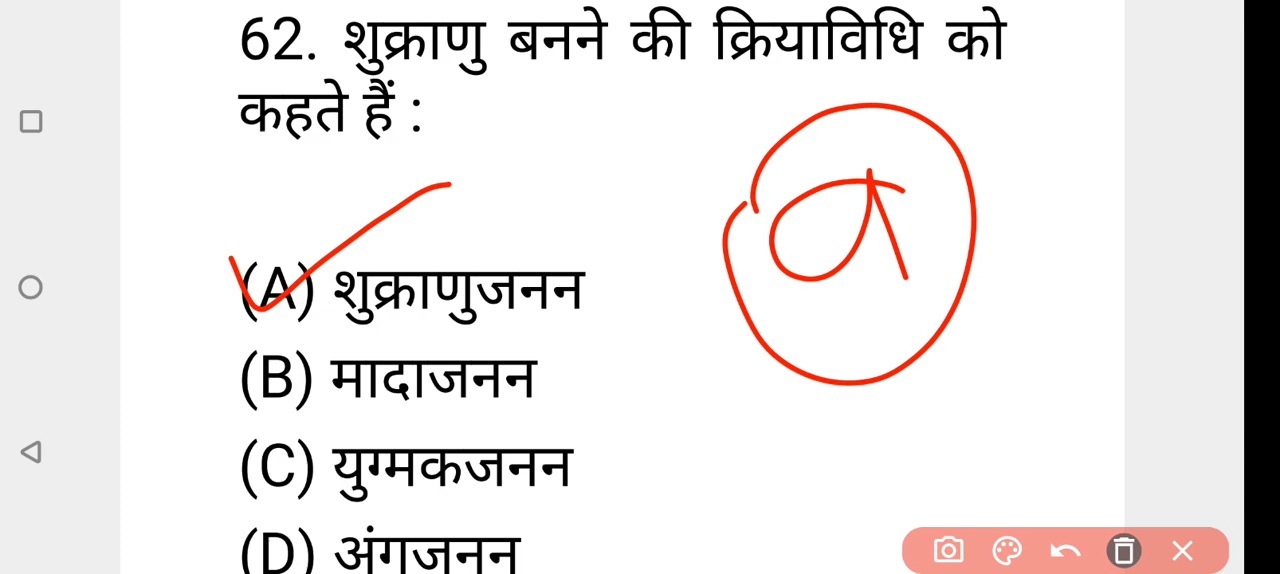 62. शुक्राणु बनने की क्रियाविधि को
कहते हैं :
a
(A) शुक्राणुजनन
(B) मादाजनन
(C) युग्मकजनन
(D) अंगजनन